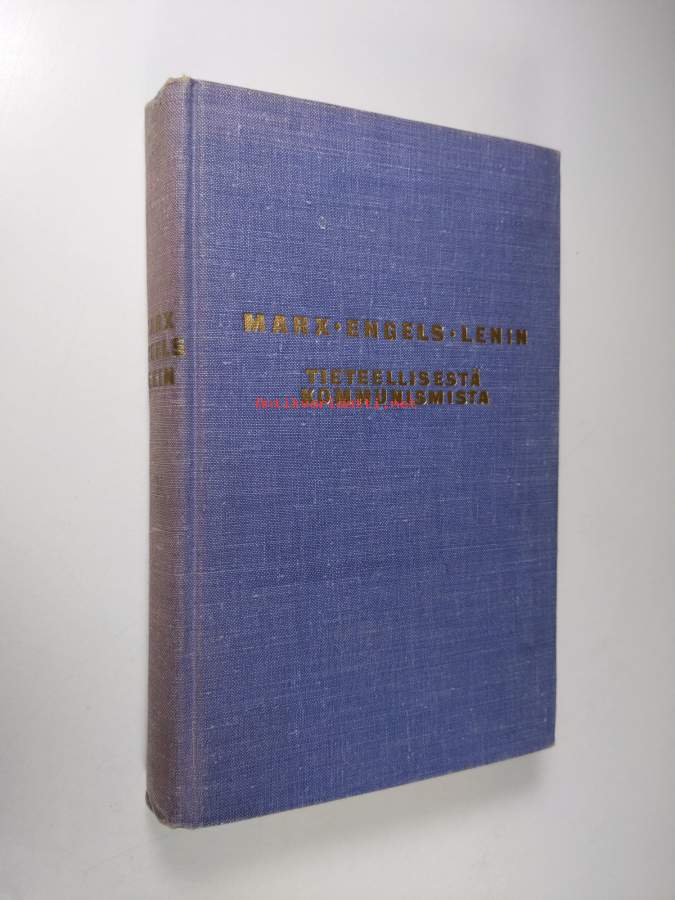 MARX
ENGELS
LENIN
MARX • ENGELS • LENIN
TIETEELLISESTÄ
KOMMUNISMISTA